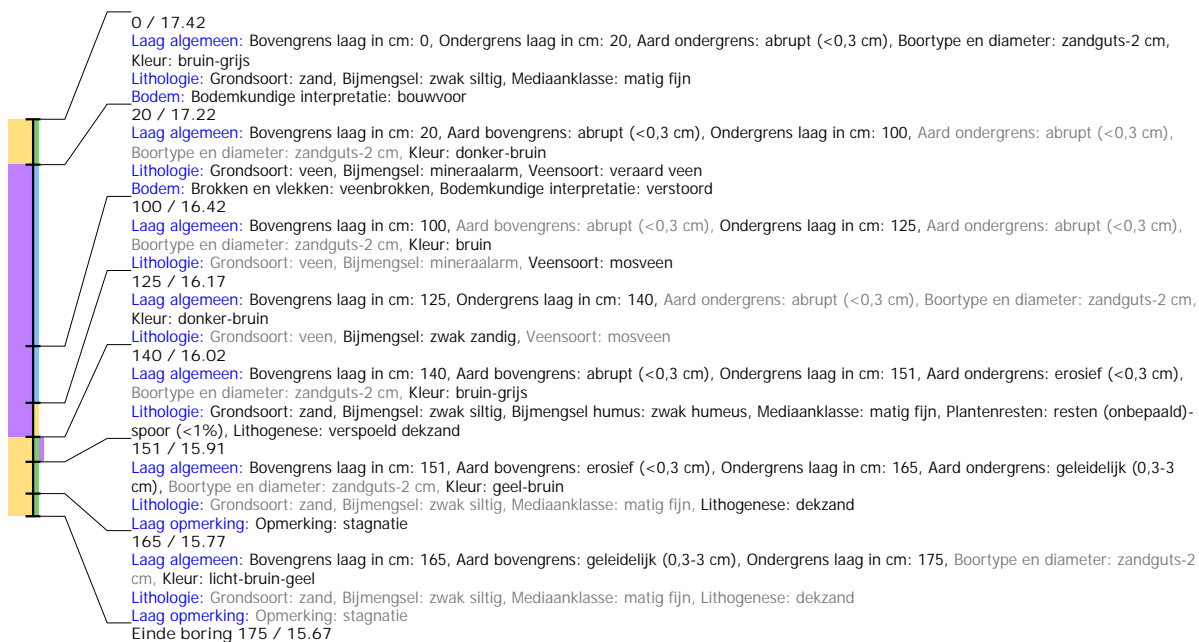 0 / 17.42
Laag algemeen: Bovengrens laag in cm: 0, Ondergrens laag in cm: 20, Aard ondergrens: abrupt (<0,3 cm), Boortype en diameter: zandguts-2 cm,
Kleur: bruin-grijs
Lithologie: Grondsoort: zand, Bijmengsel: zwak siltig, Mediaanklasse: matig fijn
Bodem: Bodemkundige interpretatie: bouwvoor
20 / 17.22
Laag algemeen: Bovengrens laag in cm: 20, Aard bovengrens: abrupt (<0,3 cm), Ondergrens laag in cm: 100, Aard ondergrens: abrupt (<0,3 cm),
Boortype en diameter: zandguts-2 cm, Kleur: donker-bruin
Lithologie: Grondsoort: veen, Bijmengsel: mineraalarm, Veensoort: veraard veen
Bodem: Brokken en vlekken: veenbrokken, Bodemkundige interpretatie: verstoord
100 / 16.42
Laag algemeen: Bovengrens laag in cm: 100, Aard bovengrens: abrupt (<0,3 cm), Ondergrens laag in cm: 125, Aard ondergrens: abrupt (<0,3 cm),
Boortype en diameter: zandguts-2 cm, Kleur: bruin
Lithologie: Grondsoort: veen, Bijmengsel: mineraalarm, Veensoort: mosveen
125 / 16.17
Laag algemeen: Bovengrens laag in cm: 125, Ondergrens laag in cm: 140, Aard ondergrens: abrupt (<0,3 cm), Boortype en diameter: zandguts-2 cm,
Kleur: donker-bruin
Lithologie: Grondsoort: veen, Bijmengsel: zwak zandig, Veensoort: mosveen
140 / 16.02
Laag algemeen: Bovengrens laag in cm: 140, Aard bovengrens: abrupt (<0,3 cm), Ondergrens laag in cm: 151, Aard ondergrens: erosief (<0,3 cm),
Boortype en diameter: zandguts-2 cm, Kleur: bruin-grijs
Lithologie: Grondsoort: zand, Bijmengsel: zwak siltig, Bijmengsel humus: zwak humeus, Mediaanklasse: matig fijn, Plantenresten: resten (onbepaald)-
spoor (<1%), Lithogenese: verspoeld dekzand
151 / 15.91
Laag algemeen: Bovengrens laag in cm: 151, Aard bovengrens: erosief (<0,3 cm), Ondergrens laag in cm: 165, Aard ondergrens: geleidelijk (0,3-3
cm), Boortype en diameter: zandguts-2 cm, Kleur: geel-bruin
Lithologie: Grondsoort: zand, Bijmengsel: zwak siltig, Mediaanklasse: matig fijn, Lithogenese: dekzand
Laag opmerking: Opmerking: stagnatie
165 / 15.77
Laag algemeen: Bovengrens laag in cm: 165, Aard bovengrens: geleidelijk (0,3-3 cm), Ondergrens laag in cm: 175, Boortype en diameter: zandguts-2
cm, Kleur: licht-bruin-geel
Lithologie: Grondsoort: zand, Bijmengsel: zwak siltig, Mediaanklasse: matig fijn, Lithogenese: dekzand
Laag opmerking: Opmerking: stagnatie
Einde boring 175 / 15.67